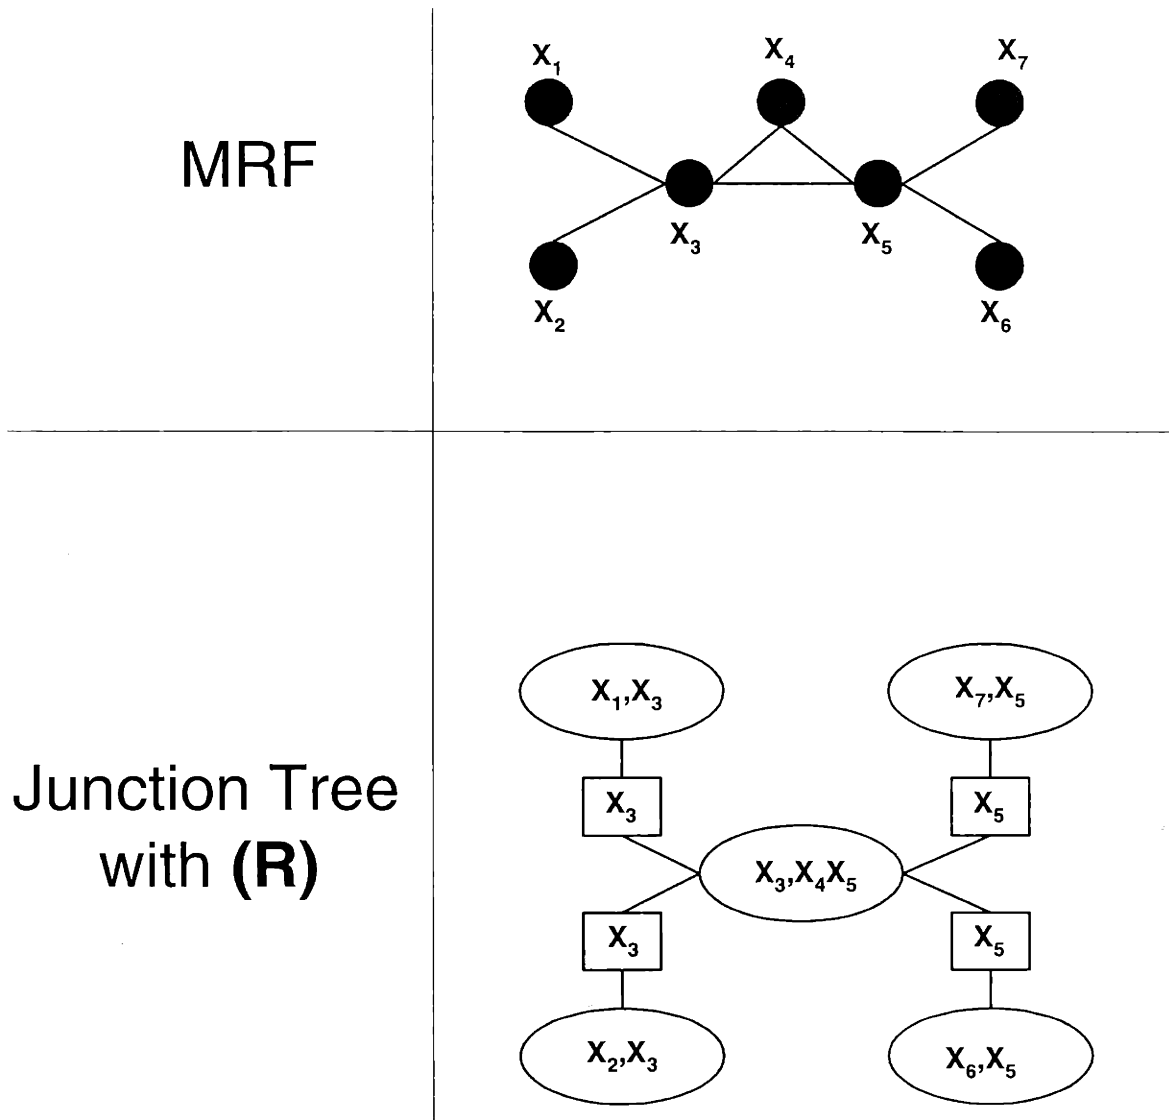 MRF
X₁
X₄
X₇
X₃
X₅
X₂
X₆
Junction Tree
with (R)
X₁,X₃
X₇,X₅
X₃
X₅
X₃,X₄X₅
X₃
X₅
X₂,X₃
X₆,X₅